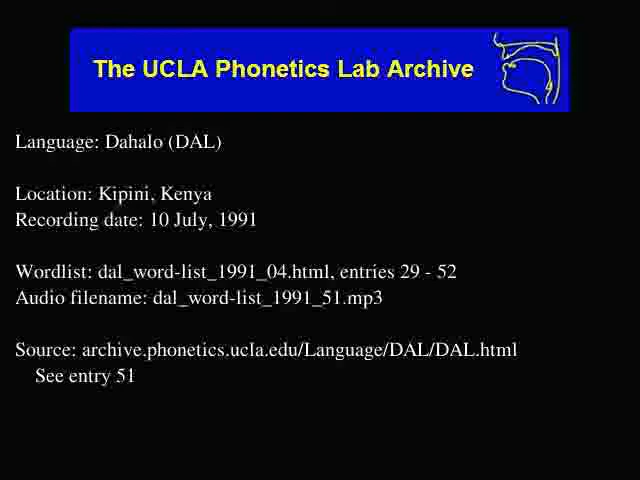 The UCLA Phonetics Lab Archive
Language: Dahalo (DAL)
Location: Kipini, Kenya
Recording date: 10 July, 1991
Wordlist: dal_word-list_1991_04.html, entries 29 - 52
Audio filename: dal_word-list_1991_51.mp3
Source: archive.phonetics.ucla.edu/Language/DAL/DAL.html
See entry 51